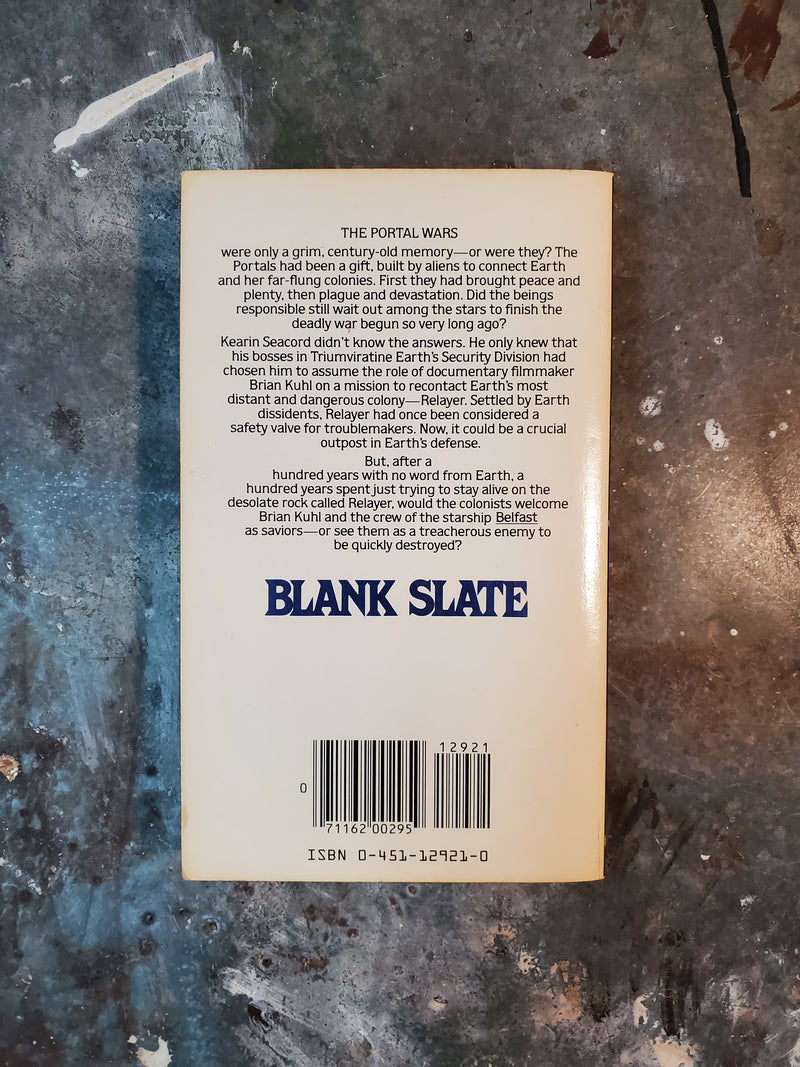 THE PORTAL WARS
were only a grim, century-old memory—or were they? The
Portals had been a gift, built by aliens to connect Earth
and her far-flung colonies. First they had brought peace and
plenty, then plague and devastation. Did the beings
responsible still wait out among the stars to finish the
deadly war begun so very long ago?
Kearin Seacord didn't know the answers. He only knew that
his bosses in Triumviratine Earth's Security Division had
chosen him to assume the role of documentary filmmaker
Brian Kuhl on a mission to recontact Earth's most
distant and dangerous colony—Relayer. Settled by Earth
dissidents, Relayer had once been considered a
safety valve for troublemakers. Now, it could be a crucial
outpost in Earth's defense.
But, after a
hundred years with no word from Earth, a
hundred years spent just trying to stay alive on the
desolate rock called Relayer, would the colonists welcome
Brian Kuhl and the crew of the starship Belfast
as saviors—or see them as a treacherous enemy to
be quickly destroyed?
BLANK SLATE
12921
0
71162 00295
ISBN 0-451-12921-0